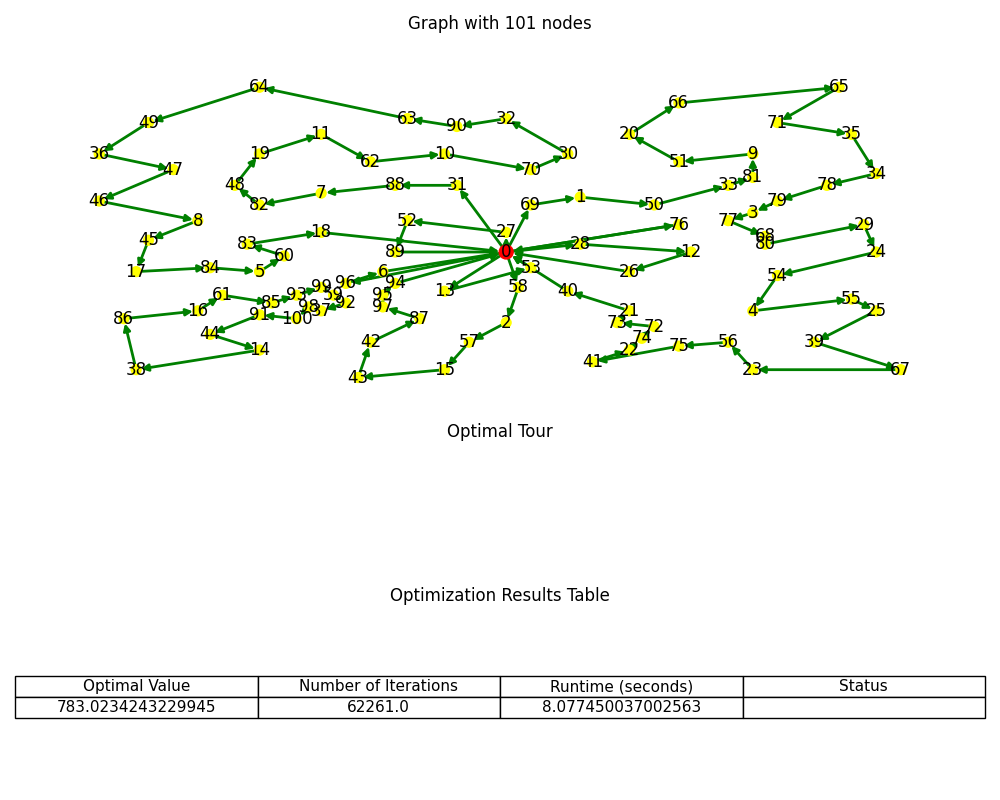 Graph with 101 nodes
64 65
66
49 63 90 32 71
11 20 35
36 19 10 30 9
62 51
47 70 81 34
48 88 31 33 78
7 1
46 82 69 50 79
3
8 52 77 76 29
18 27 68
45 83 28 80
60 89 0 12 24
17 84 5 6 53 26 54
99 96 94 58
61 93 59 95 13 40
85 92 55
16 98 37 97 21 4 25
86 91 100 87 2 73
72
44 74
42 57 56 39
14 22 75
41
38 15 23 67
43
Optimal Tour
Optimization Results Table
Optimal Value Number of Iterations Runtime (seconds) Status
783.0234243229945 62261.0 8.077450037002563